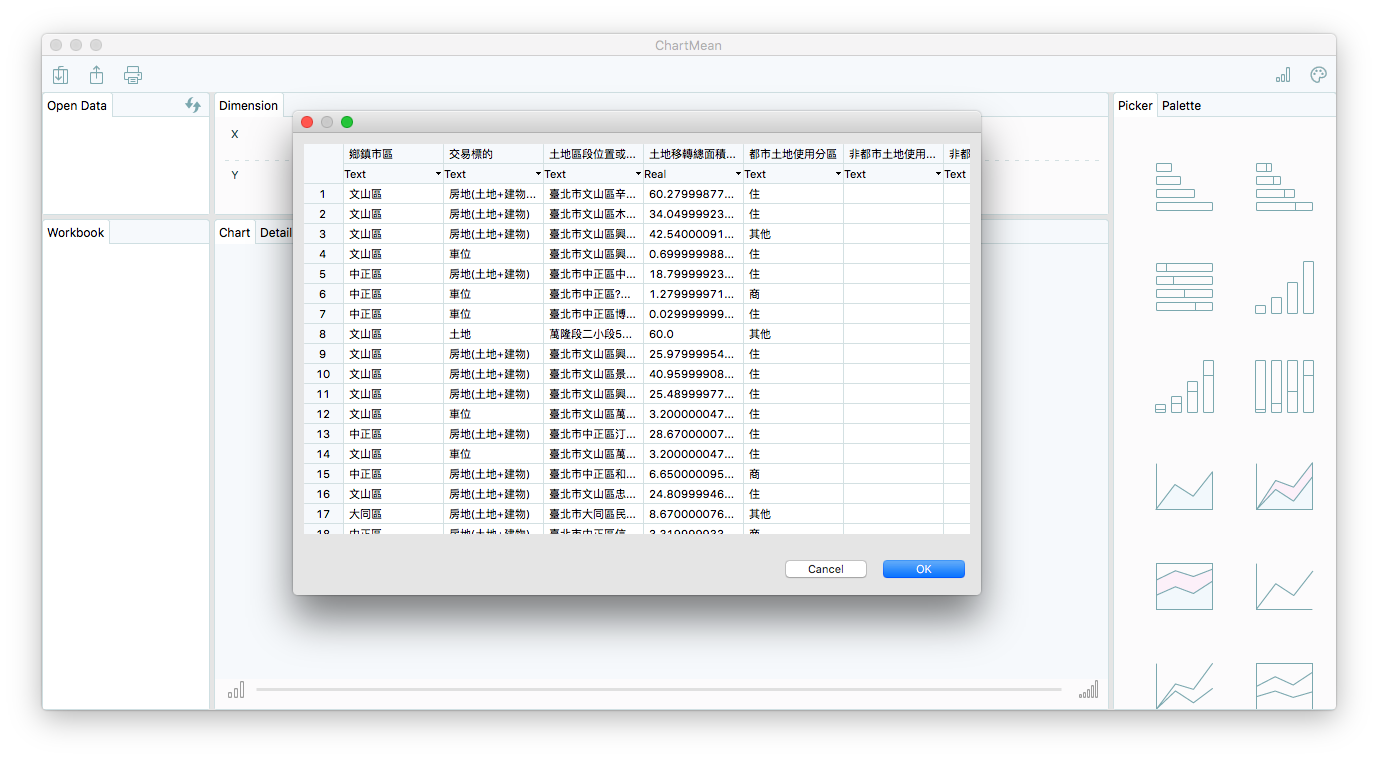 ChartMean
Open Data
Dimension
Picker Palette
X
Y
Workbook
Chart Detail
鄉鎮市區 交易標的 土地區段位置或... 土地移轉總面積... 都市土地使用分區 非都市土地使用... 非都
Text Text Text Real Text Text Text
1 文山區 房地(土地+建物... 臺北市文山區辛... 60.27999877... 住
2 文山區 房地(土地+建物) 臺北市文山區木... 34.04999923... 住
3 文山區 房地(土地+建物) 臺北市文山區興... 42.54000091... 其他
4 文山區 車位 臺北市文山區興... 0.699999988... 住
5 中正區 房地(土地+建物) 臺北市中正區中... 18.79999923... 住
6 中正區 車位 臺北市中正區?... 1.279999971... 商
7 中正區 車位 臺北市中正區博... 0.029999999... 住
8 文山區 土地 萬隆段二小段5... 60.0 其他
9 文山區 房地(土地+建物) 臺北市文山區興... 25.97999954... 住
10 文山區 房地(土地+建物) 臺北市文山區景... 40.95999908... 住
11 文山區 房地(土地+建物) 臺北市文山區興... 25.48999977... 住
12 文山區 車位 臺北市文山區萬... 3.200000047... 住
13 中正區 房地(土地+建物) 臺北市中正區汀... 28.67000007... 住
14 文山區 車位 臺北市文山區萬... 3.200000047... 住
15 中正區 房地(土地+建物) 臺北市中正區和... 6.650000095... 商
16 文山區 房地(土地+建物) 臺北市文山區忠... 24.80999946... 住
17 大同區 房地(土地+建物) 臺北市大同區民... 8.670000076... 其他
18 中正區 房地(土地+建物) 臺北市中正區信... 3.319999933... 商
Cancel OK